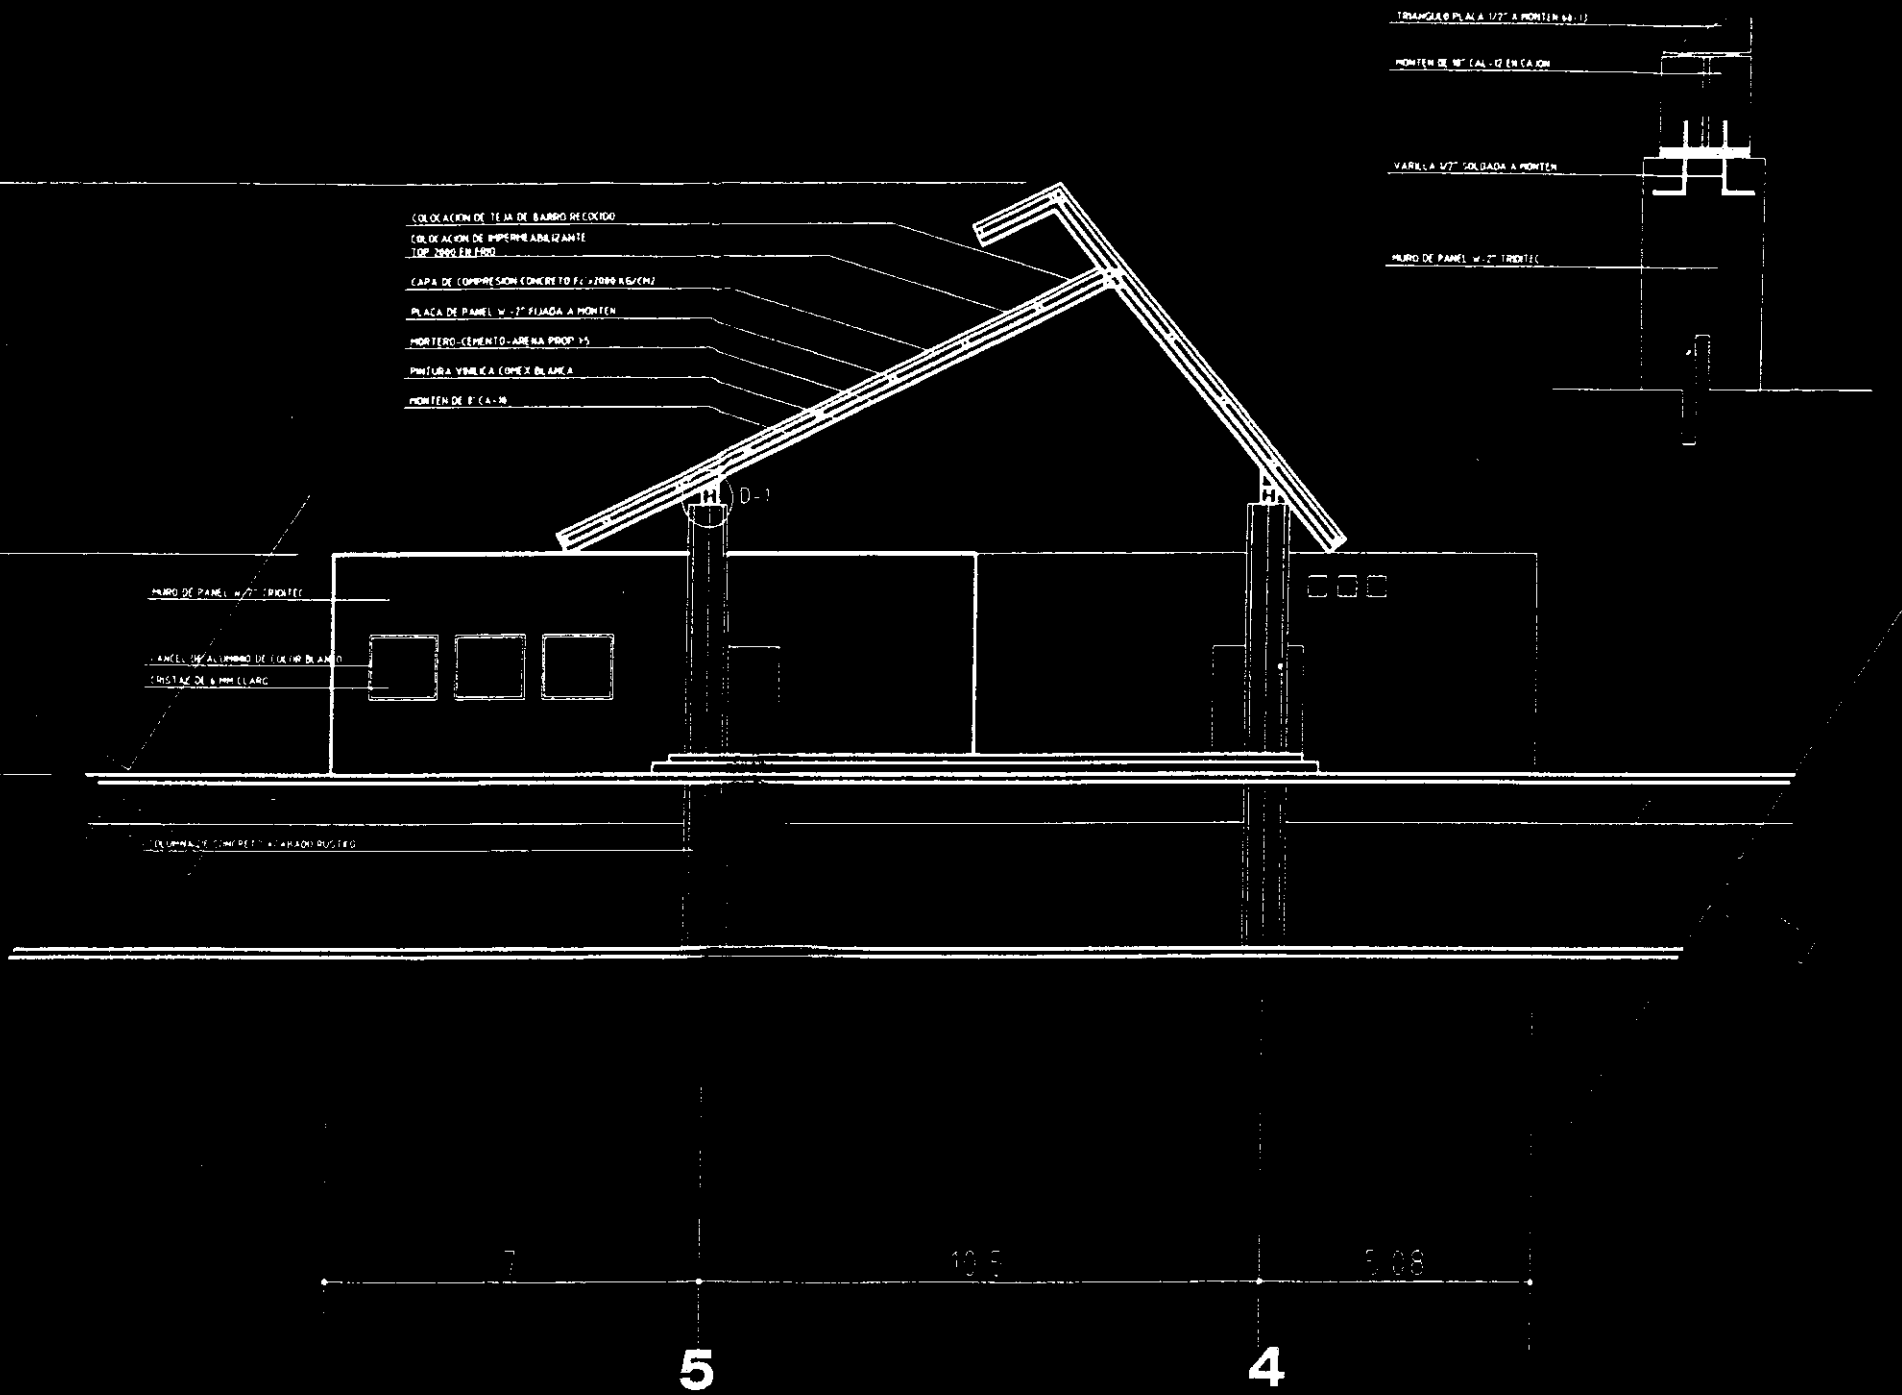 TRIANGULO PLACA 1/2" A MONTEN
MONTEN DE 10" CAL-12 EN CAJON
VARILLA 1/2" SOLDADA A MONTEN
MURO DE PANEL W-2" TRIDITEC
COLOCACION DE TEJA DE BARRO RECOCIDO
COLOCACION DE IMPERMEABILIZANTE
TOP 2000 EN FRIO
CAPA DE COMPRESION CONCRETO
PLACA DE PANEL W-2" FIJADA A MONTEN
MORTERO-CEMENTO-ARENA PROP
PINTURA VINILICA COMEX BLANCA
MONTEN DE 8"
D-1
MURO DE PANEL W-2" TRIDITEC
CANCEL DE ALUMINIO DE COLOR BLANCO
CRISTAL DE 6 MM CLARO
COLUMNA DE CONCRETO ACABADO RUSTICO
7
10.5
5.08
5
4